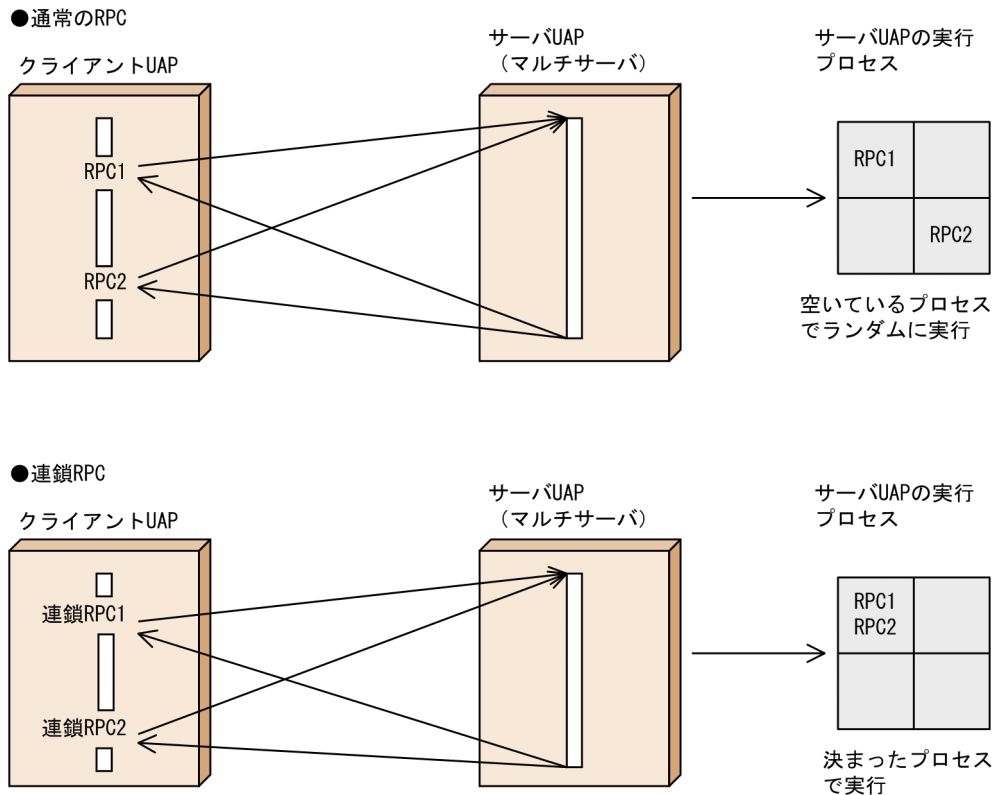 ●通常のRPC
クライアントUAP
サーバUAP
(マルチサーバ)
サーバUAPの実行
プロセス
RPC1
RPC2
RPC1
RPC2
空いているプロセス
でランダムに実行
●連鎖RPC
クライアントUAP
サーバUAP
(マルチサーバ)
サーバUAPの実行
プロセス
連鎖RPC1
連鎖RPC2
RPC1
RPC2
決まったプロセス
で実行